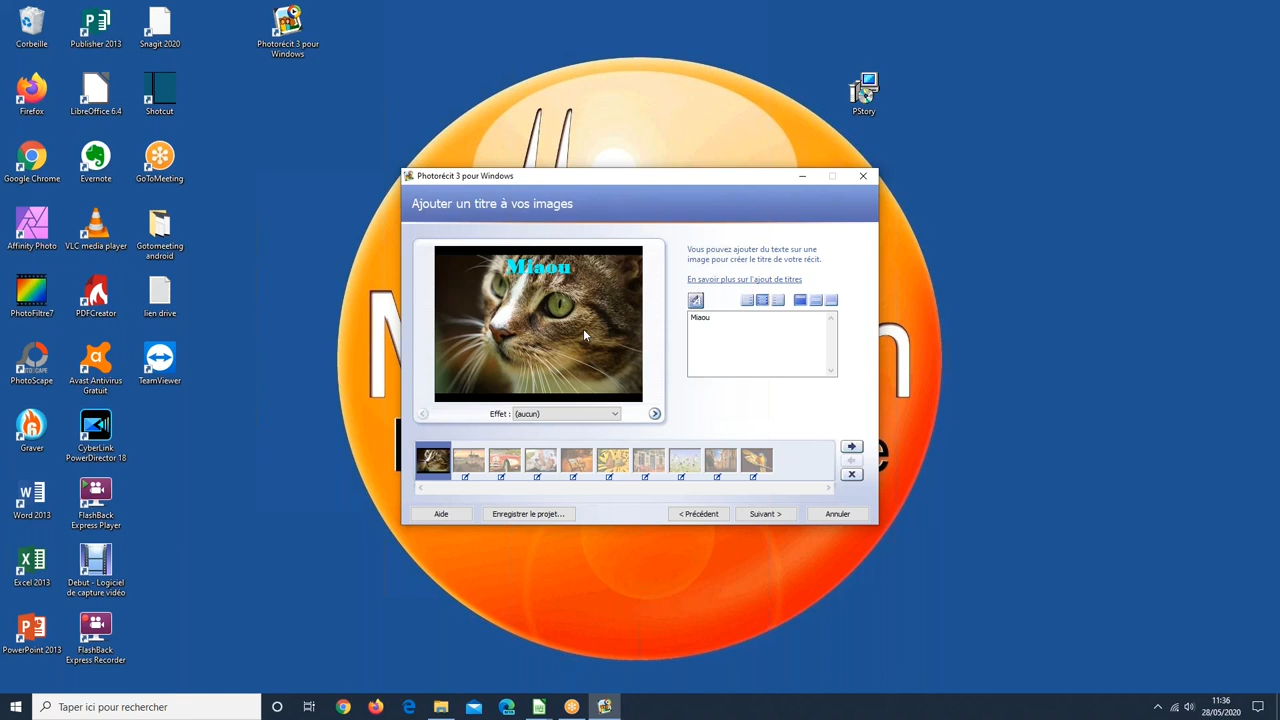 Corbeille
Publisher 2013
Snagit 2020
Photorécit 3 pour
Windows
Firefox
LibreOffice 6.4
Shotcut
PStory
Google Chrome
Evernote
GoToMeeting
Affinity Photo
VLC media player
Gotomeeting
android
PhotoFiltre7
PDFCreator
lien drive
PhotoScape
Avast Antivirus
Gratuit
TeamViewer
Graver
CyberLink
PowerDirector 18
Word 2013
FlashBack
Express Player
Excel 2013
Debut - Logiciel
de capture vidéo
PowerPoint 2013
FlashBack
Express Recorder
Photorécit 3 pour Windows
Ajouter un titre à vos images
Miaou
Vous pouvez ajouter du texte sur une
image pour créer le titre de votre récit.
En savoir plus sur l'ajout de titres
Miaou
Effet : (aucun)
Aide
Enregistrer le projet...
< Précédent
Suivant >
Annuler
Taper ici pour rechercher
11:36
28/05/2020